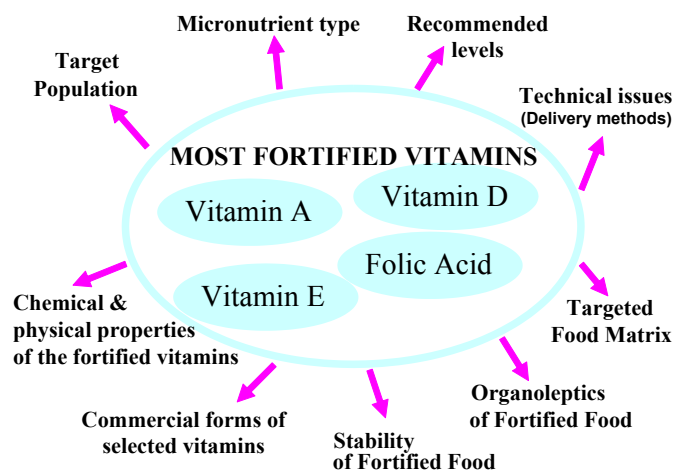 Micronutrient type
Recommended
levels
Target
Population
Technical issues
(Delivery methods)
MOST FORTIFIED VITAMINS
Vitamin A
Vitamin D
Vitamin E
Folic Acid
Chemical &
physical properties
of the fortified vitamins
Targeted
Food Matrix
Commercial forms of
selected vitamins
Stability
of Fortified Food
Organoleptics
of Fortified Food